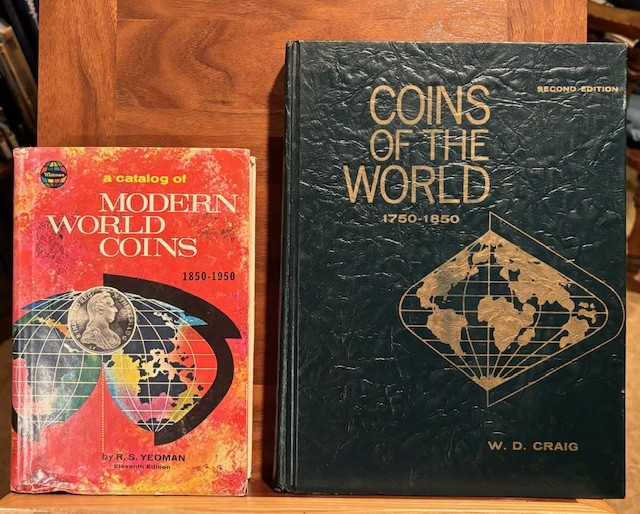 Whitman
a catalog of
MODERN
WORLD
COINS
1850-1950
by R. S. YEOMAN
Eleventh Edition
SECOND EDITION
COINS
OF THE
WORLD
1750-1850
W. D. CRAIG